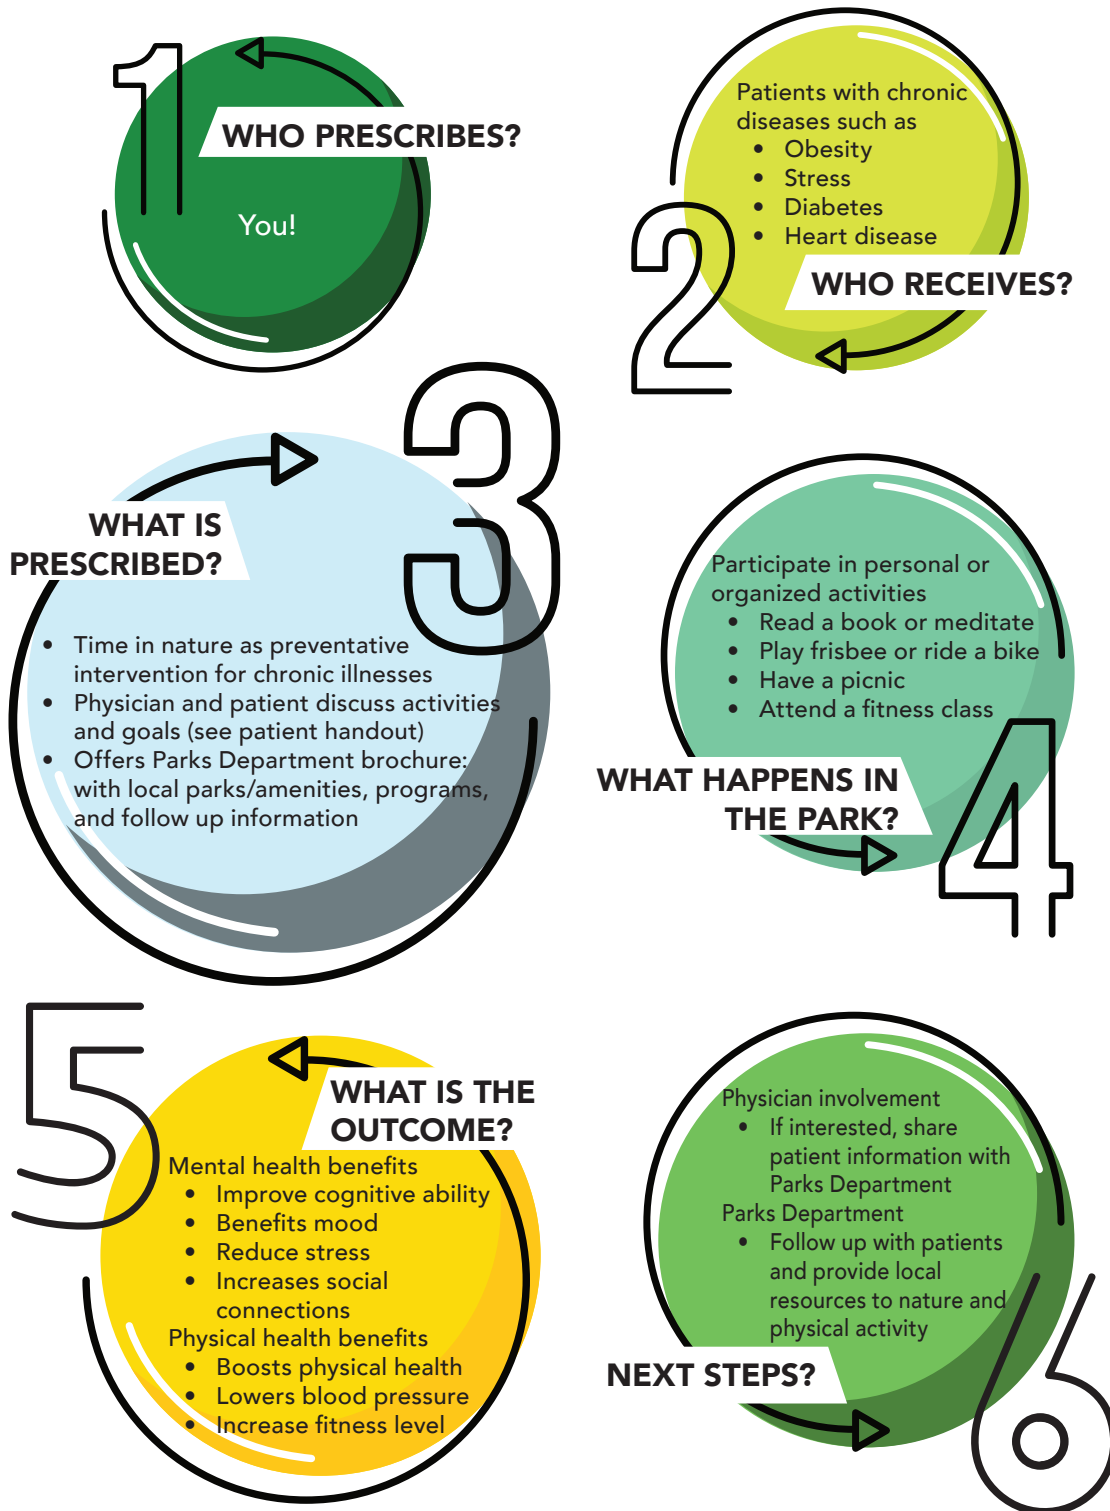 1
WHO PRESCRIBES?
You!
2
Patients with chronic
diseases such as
• Obesity
• Stress
• Diabetes
• Heart disease
WHO RECEIVES?
3
WHAT IS
PRESCRIBED?
• Time in nature as preventative
intervention for chronic illnesses
• Physician and patient discuss activities
and goals (see patient handout)
• Offers Parks Department brochure:
with local parks/amenities, programs,
and follow up information
4
Participate in personal or
organized activities
• Read a book or meditate
• Play frisbee or ride a bike
• Have a picnic
• Attend a fitness class
WHAT HAPPENS IN
THE PARK?
5
WHAT IS THE
OUTCOME?
Mental health benefits
• Improve cognitive ability
• Benefits mood
• Reduce stress
• Increases social
connections
Physical health benefits
• Boosts physical health
• Lowers blood pressure
• Increase fitness level
6
Physician involvement
• If interested, share
patient information with
Parks Department
Parks Department
• Follow up with patients
and provide local
resources to nature and
physical activity
NEXT STEPS?